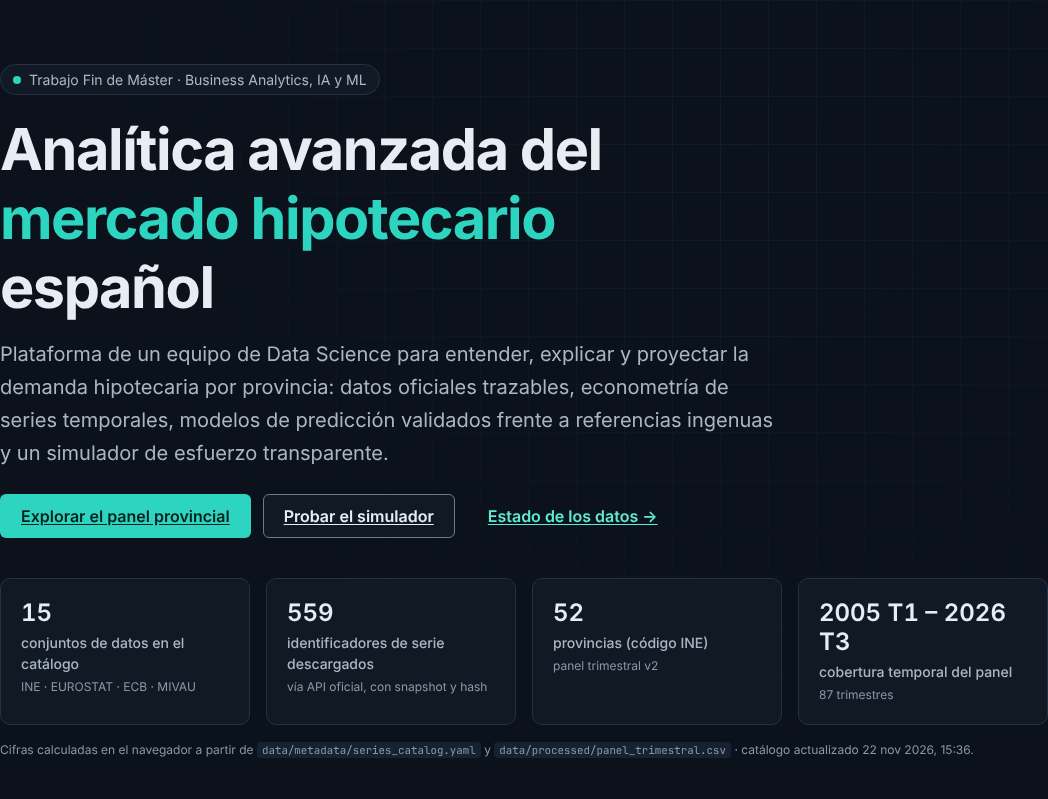 Trabajo Fin de Máster · Business Analytics, IA y ML
Analítica avanzada del
mercado hipotecario
español
Plataforma de un equipo de Data Science para entender, explicar y proyectar la
demanda hipotecaria por provincia: datos oficiales trazables, econometría de
series temporales, modelos de predicción validados frente a referencias ingenuas
y un simulador de esfuerzo transparente.
Explorar el panel provincial
Probar el simulador
Estado de los datos →
15
conjuntos de datos en el
catálogo
INE · EUROSTAT · ECB · MIVAU
559
identificadores de serie
descargados
vía API oficial, con snapshot y hash
52
provincias (código INE)
panel trimestral v2
2005 T1 – 2026
T3
cobertura temporal del panel
87 trimestres
Cifras calculadas en el navegador a partir de data/metadata/series_catalog.yaml y data/processed/panel_trimestral.csv · catálogo actualizado 22 nov 2026, 15:36.